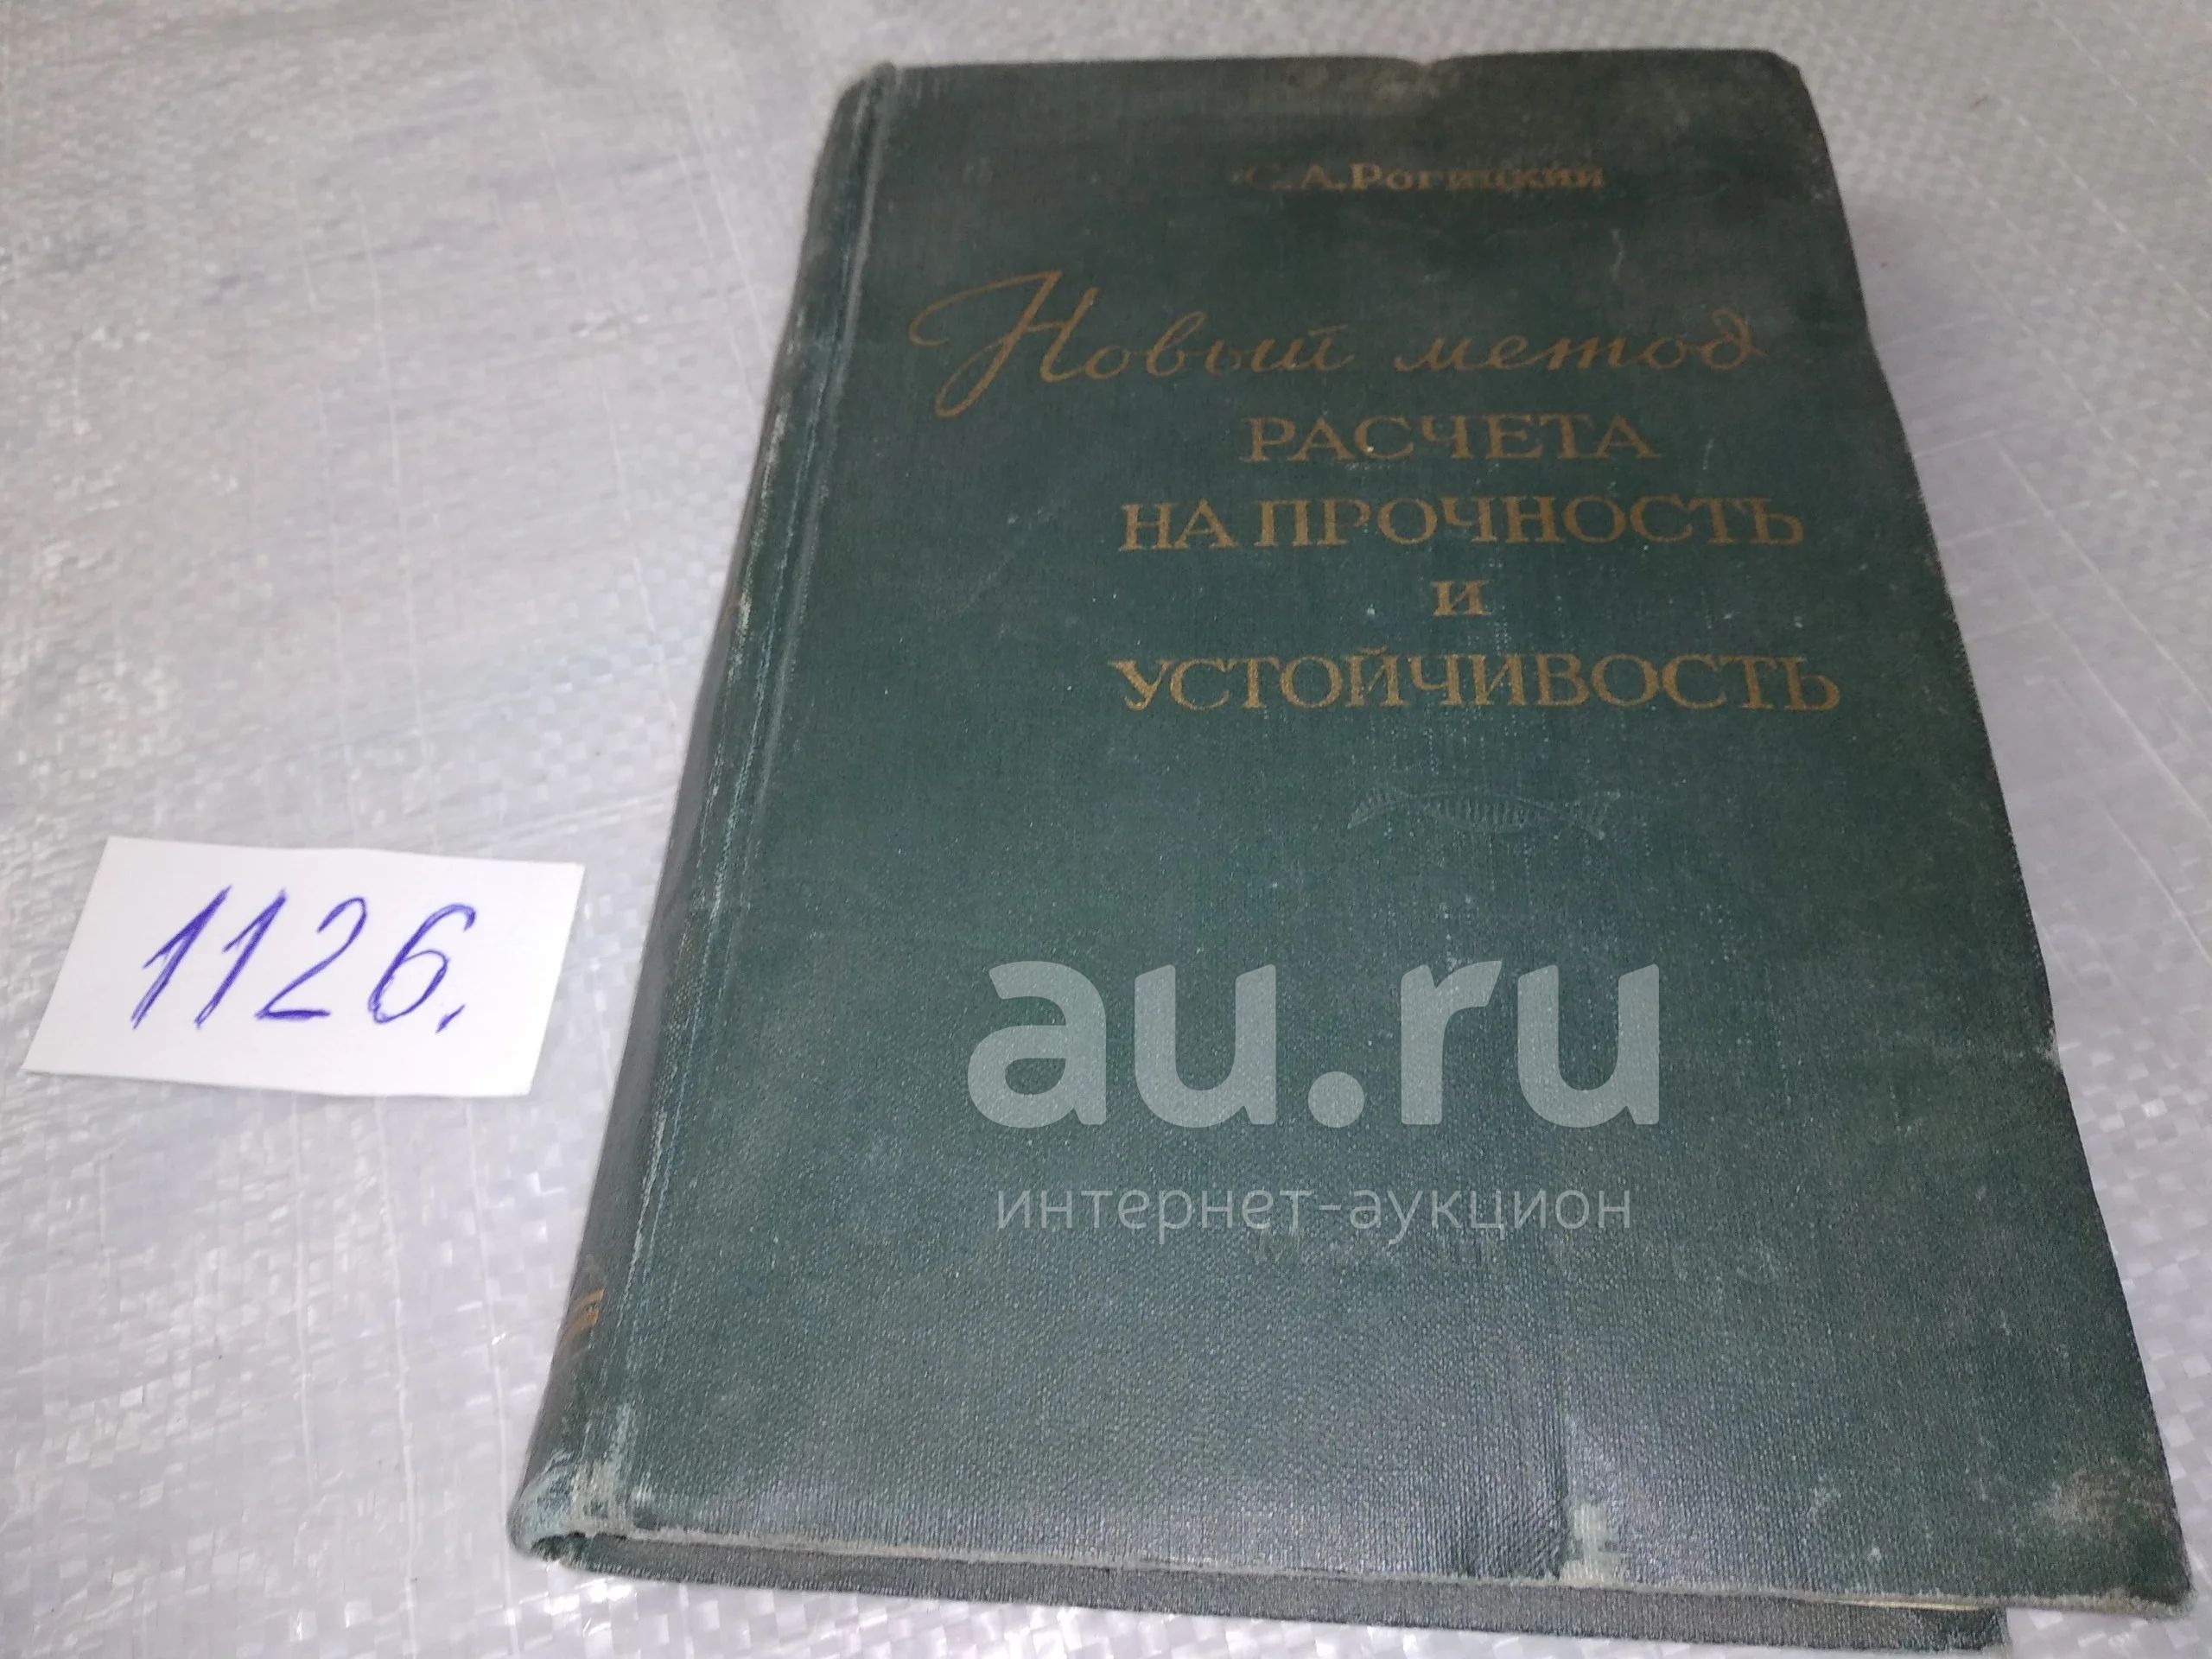 С.А.Рогицкий
Новый метод
РАСЧЕТА
НА ПРОЧНОСТЬ
И
УСТОЙЧИВОСТЬ
1126.
au.ru
интернет-аукцион